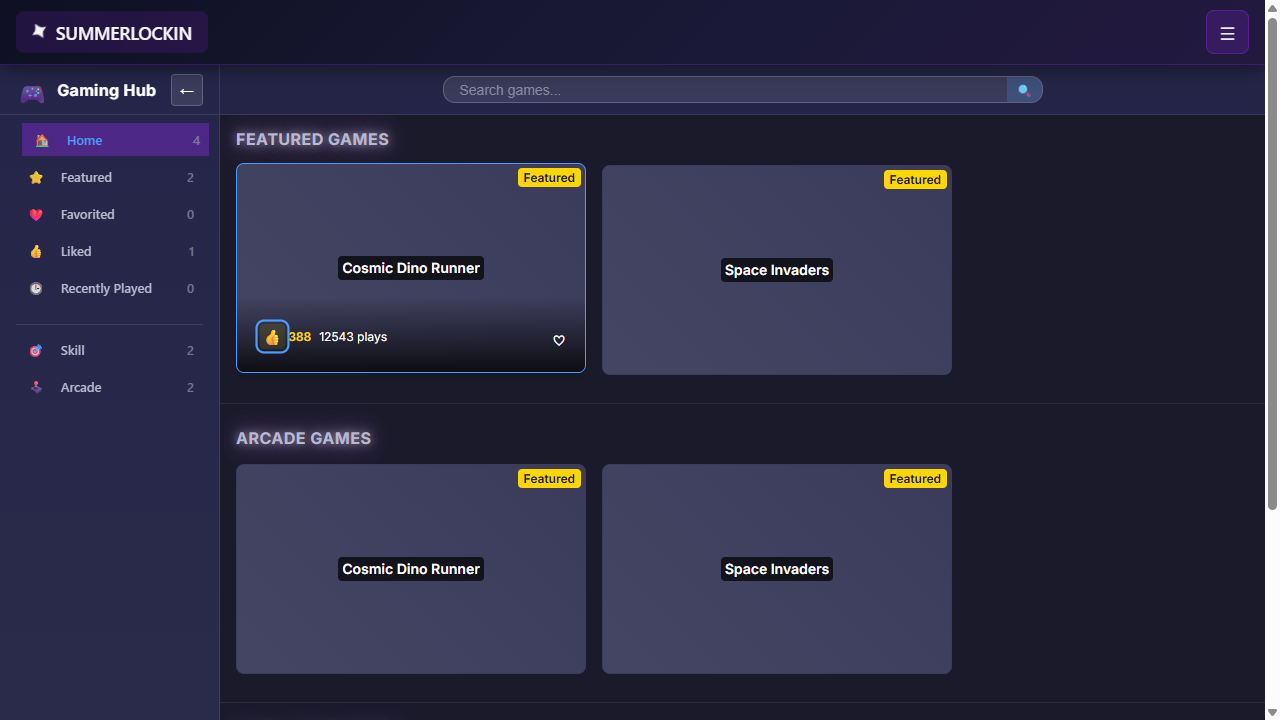 SUMMERLOCKIN
☰
Gaming Hub
←
Search games...
Home 4
Featured 2
Favorited 0
Liked 1
Recently Played 0
Skill 2
Arcade 2
FEATURED GAMES
Featured
Cosmic Dino Runner
388 12543 plays
Featured
Space Invaders
ARCADE GAMES
Featured
Cosmic Dino Runner
Featured
Space Invaders